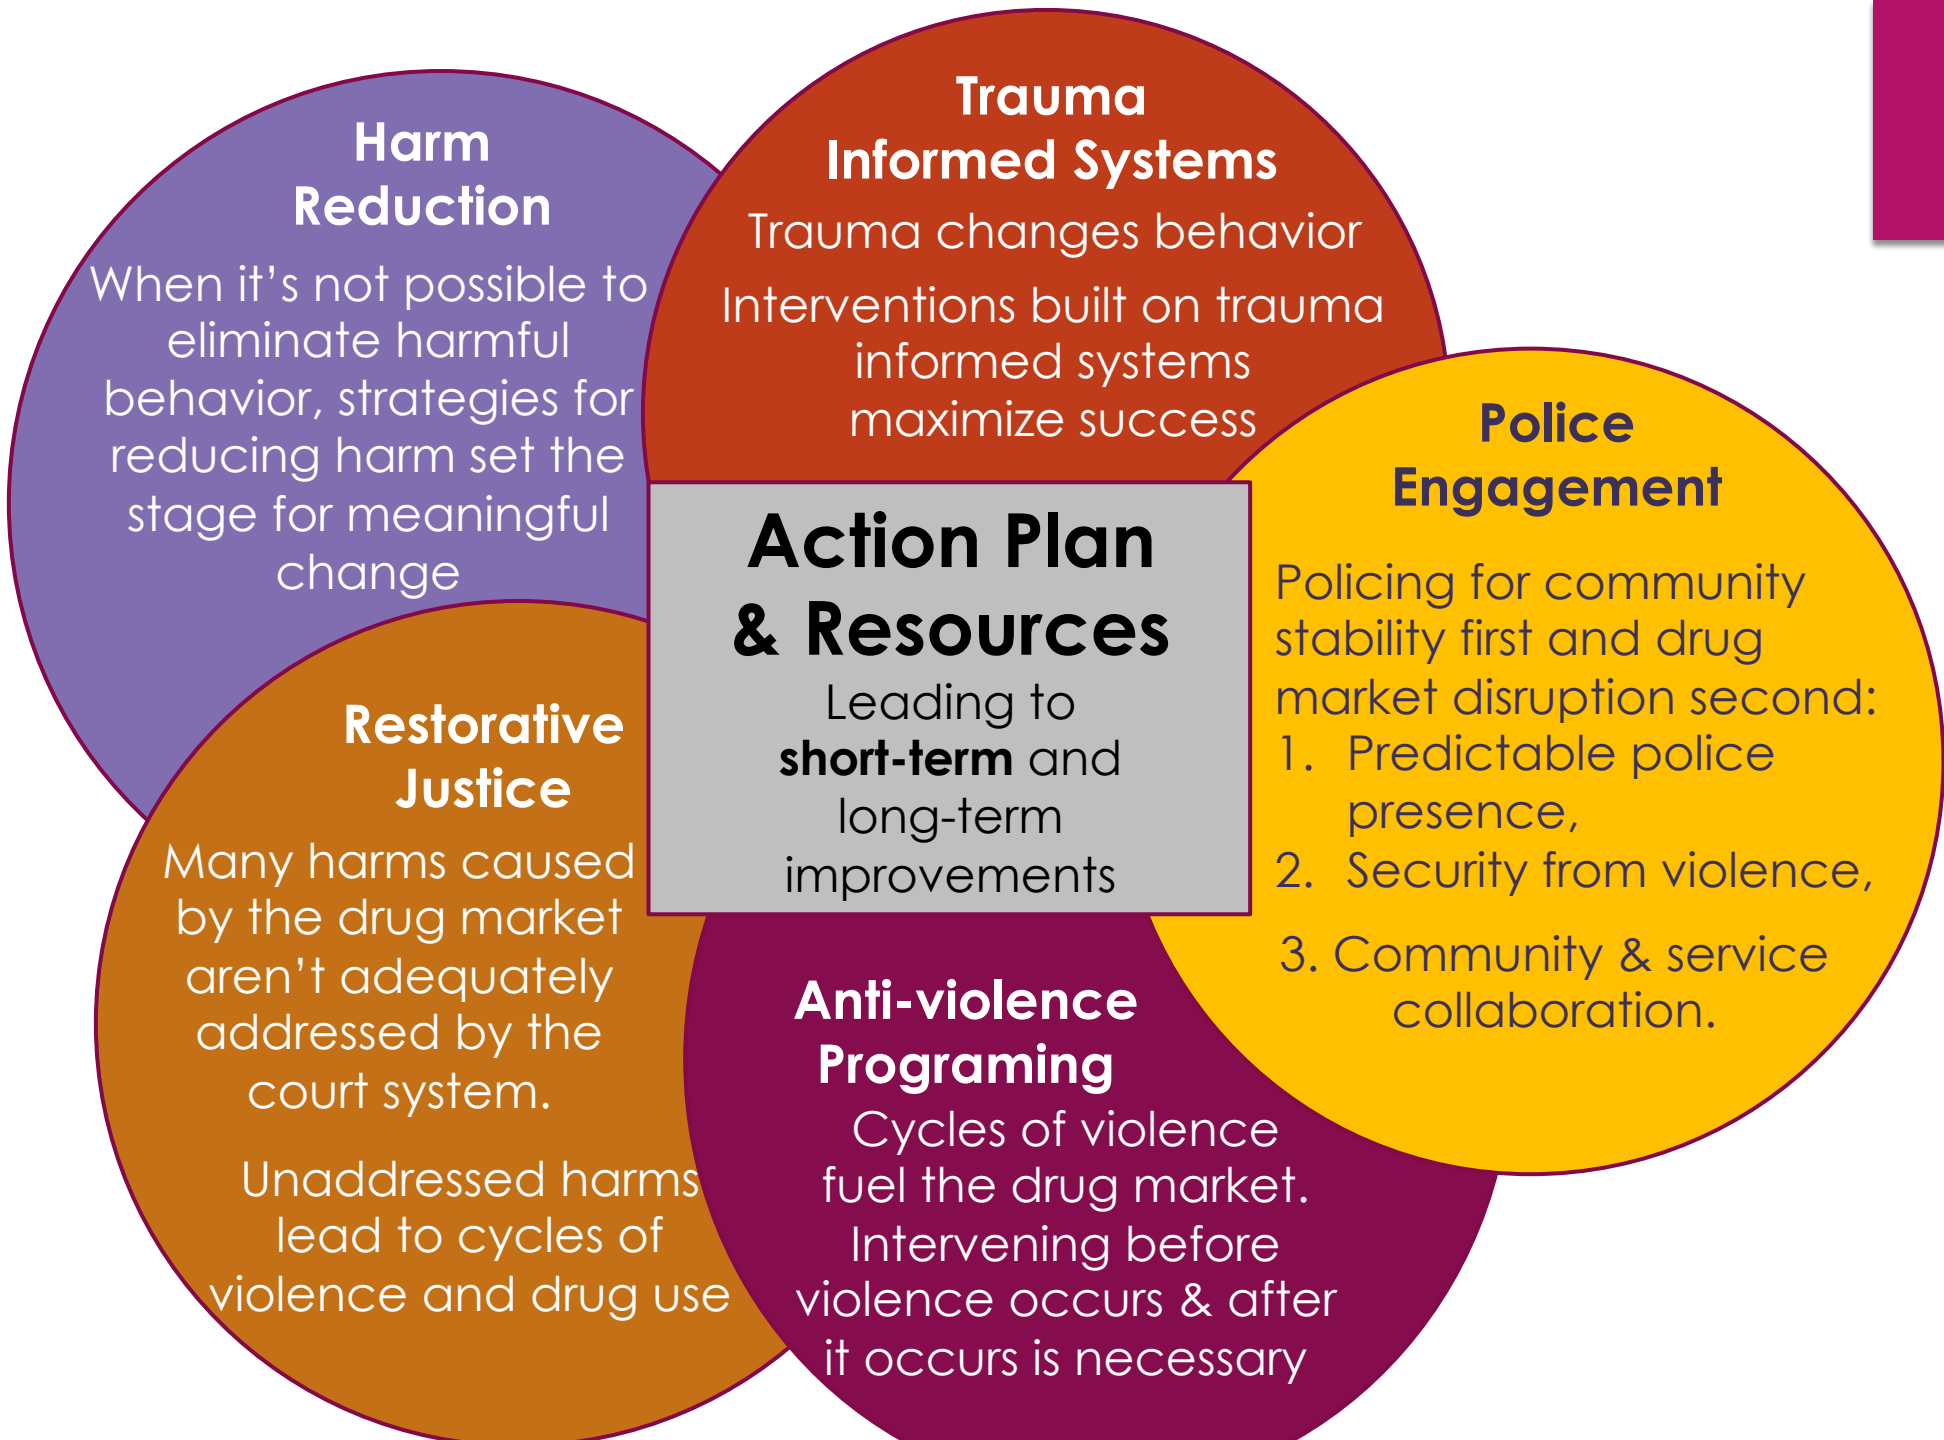 Harm
Reduction
When it's not possible to
eliminate harmful
behavior, strategies for
reducing harm set the
stage for meaningful
change
Trauma
Informed Systems
Trauma changes behavior
Interventions built on trauma
informed systems
maximize success
Police
Engagement
Policing for community
stability first and drug
market disruption second:
1. Predictable police
presence,
2. Security from violence,
3. Community & service
collaboration.
Action Plan
& Resources
Leading to
short-term and
long-term
improvements
Restorative
Justice
Many harms caused
by the drug market
aren't adequately
addressed by the
court system.
Unaddressed harms
lead to cycles of
violence and drug use
Anti-violence
Programing
Cycles of violence
fuel the drug market.
Intervening before
violence occurs & after
it occurs is necessary